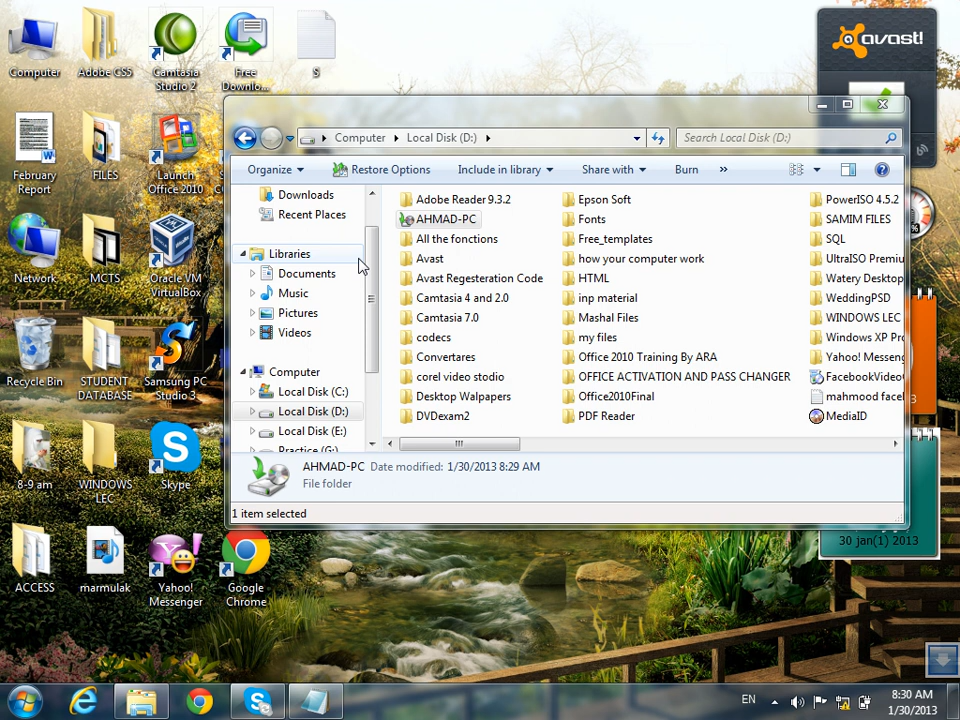 Computer
Adobe CS5
Camtasia
Studio 2
Free
Downlo...
S
avast!
February
Report
FILES
Launch
Office 2010
Network
MCTS
Oracle VM
VirtualBox
Recycle Bin
STUDENT
DATABASE
Samsung PC
Studio 3
8-9 am
WINDOWS
LEC
Skype
ACCESS
marmulak
Yahoo!
Messenger
Google
Chrome
Computer
Local Disk (D:)
Search Local Disk (D:)
Organize
Restore Options
Include in library
Share with
Burn
»
Downloads
Recent Places
Libraries
Documents
Music
Pictures
Videos
Computer
Local Disk (C:)
Local Disk (D:)
Local Disk (E:)
Practice (G:)
Adobe Reader 9.3.2
AHMAD-PC
All the fonctions
Avast
Avast Regesteration Code
Camtasia 4 and 2.0
Camtasia 7.0
codecs
Convertares
corel video studio
Desktop Walpapers
DVDexam2
Epson Soft
Fonts
Free_templates
how your computer work
HTML
inp material
Mashal Files
my files
Office 2010 Training By ARA
OFFICE ACTIVATION AND PASS CHANGER
Office2010Final
PDF Reader
PowerISO 4.5.2
SAMIM FILES
SQL
UltraISO Premiu
Watery Desktop
WeddingPSD
WINDOWS LEC
Windows XP Pro
Yahoo! Messeng
FacebookVideo
mahmood facel
MediaID
AHMAD-PC Date modified: 1/30/2013 8:29 AM
File folder
1 item selected
%
3
30 jan(1) 2013
EN
8:30 AM
1/30/2013